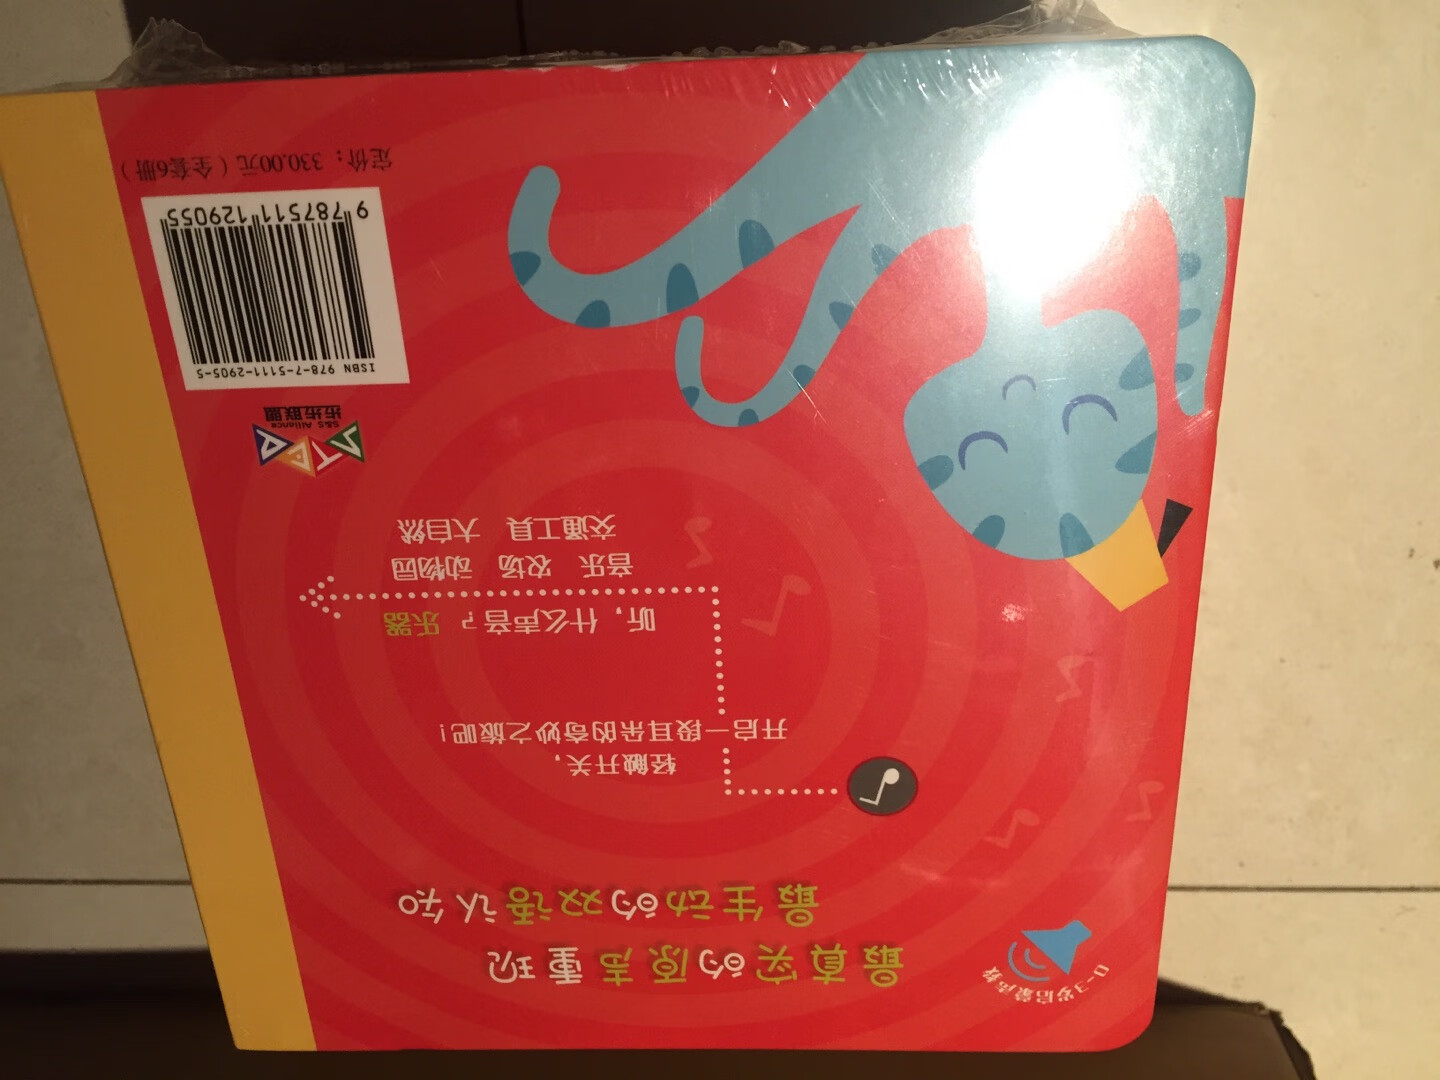 0-3岁启蒙声教
最真实的原声重现
最生动的双语认知
轻触开关，
开启一段耳朵的奇妙之旅吧！
听，什么声音？ 乐器
音乐 农场 动物园
交通工具 大自然
STEP
S&S Alliance
步步联盟
ISBN 978-7-5111-2905-5
9 787511 129055
定价：330.00元（全套6册）